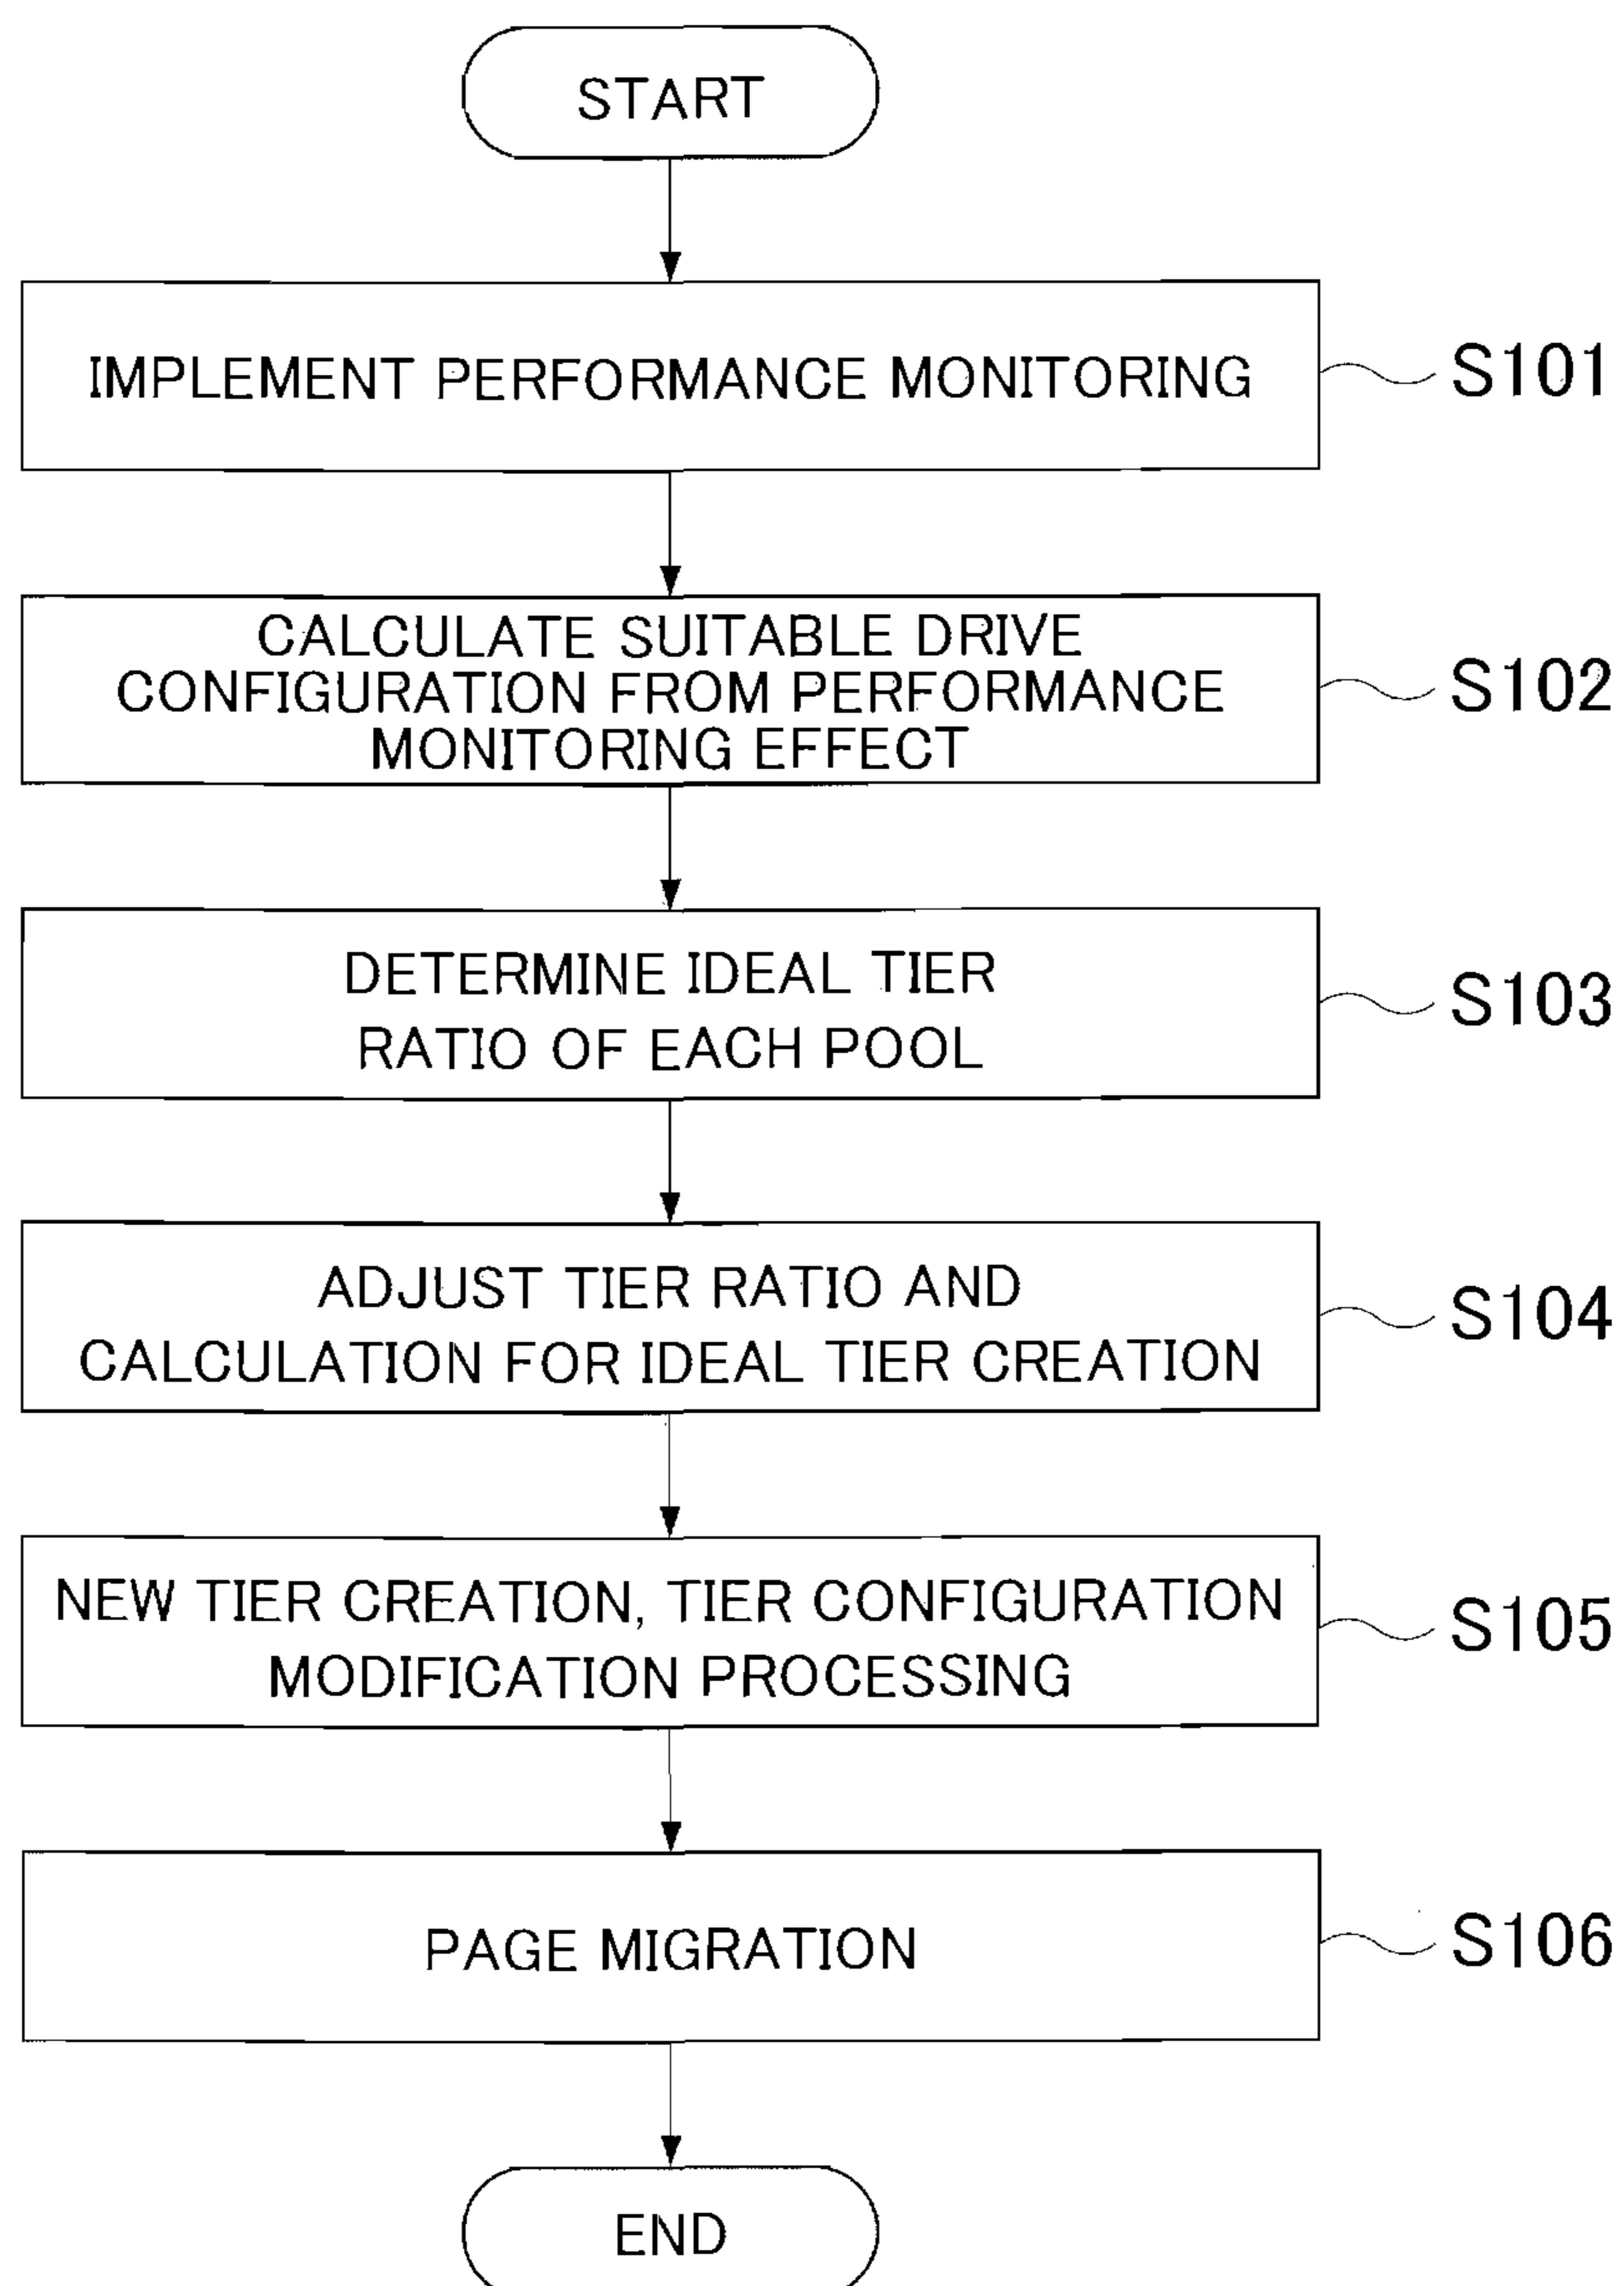 START
IMPLEMENT PERFORMANCE MONITORING
S101
CALCULATE SUITABLE DRIVE
CONFIGURATION FROM PERFORMANCE
MONITORING EFFECT
S102
DETERMINE IDEAL TIER
RATIO OF EACH POOL
S103
ADJUST TIER RATIO AND
CALCULATION FOR IDEAL TIER CREATION
S104
NEW TIER CREATION, TIER CONFIGURATION
MODIFICATION PROCESSING
S105
PAGE MIGRATION
S106
END